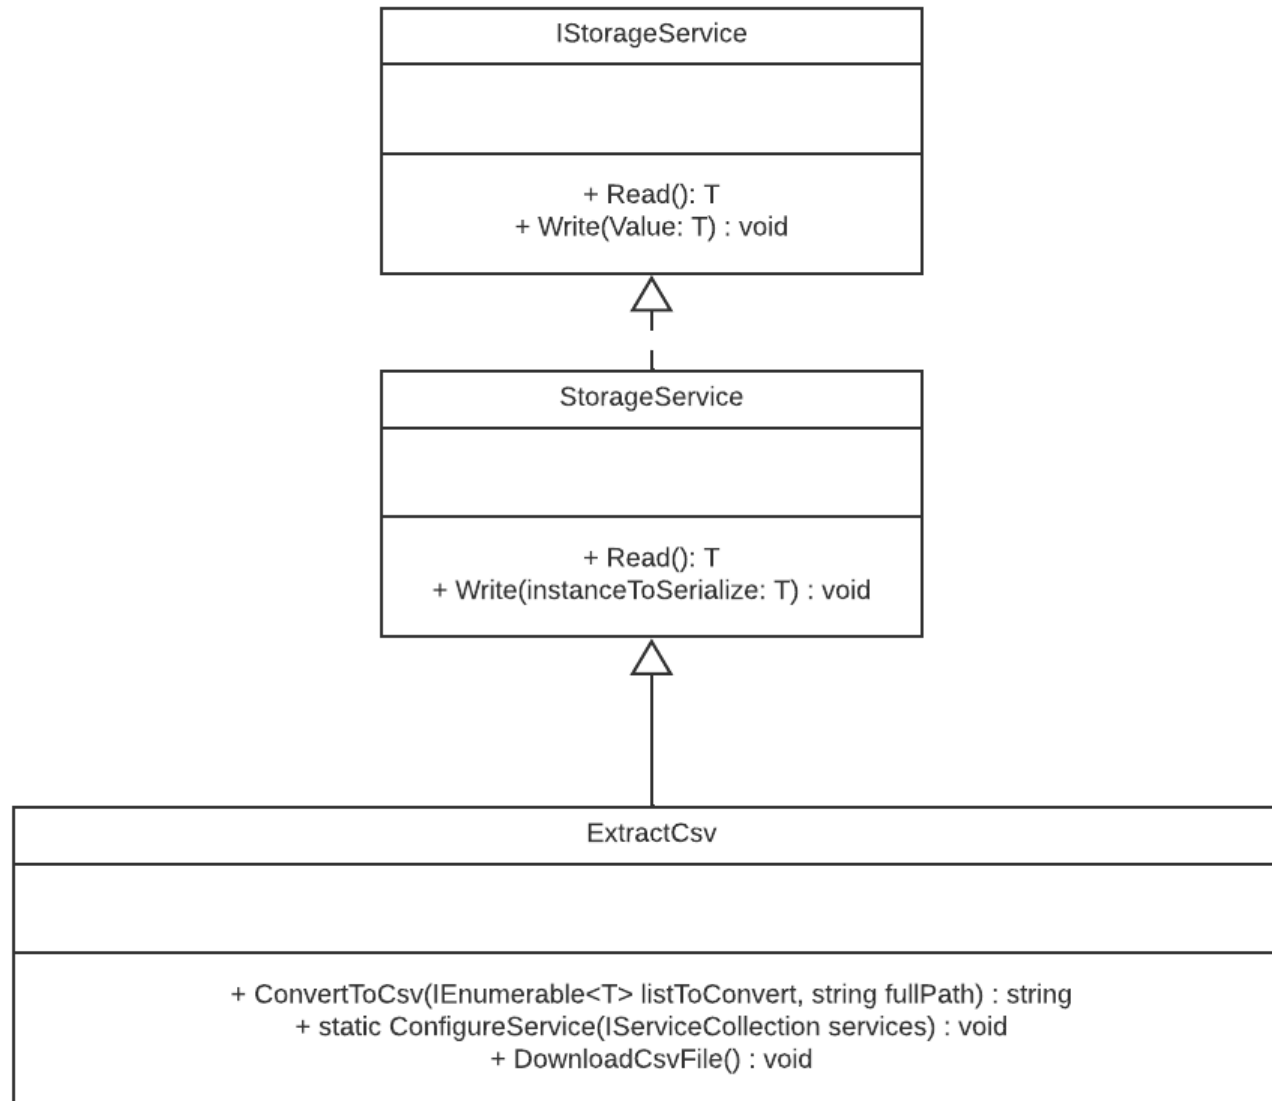 IStorageService
+ Read(): T
+ Write(Value: T) : void
StorageService
+ Read(): T
+ Write(instanceToSerialize: T) : void
ExtractCsv
+ ConvertToCsv(IEnumerable<T> listToConvert, string fullPath) : string
+ static ConfigureService(IServiceCollection services) : void
+ DownloadCsvFile() : void